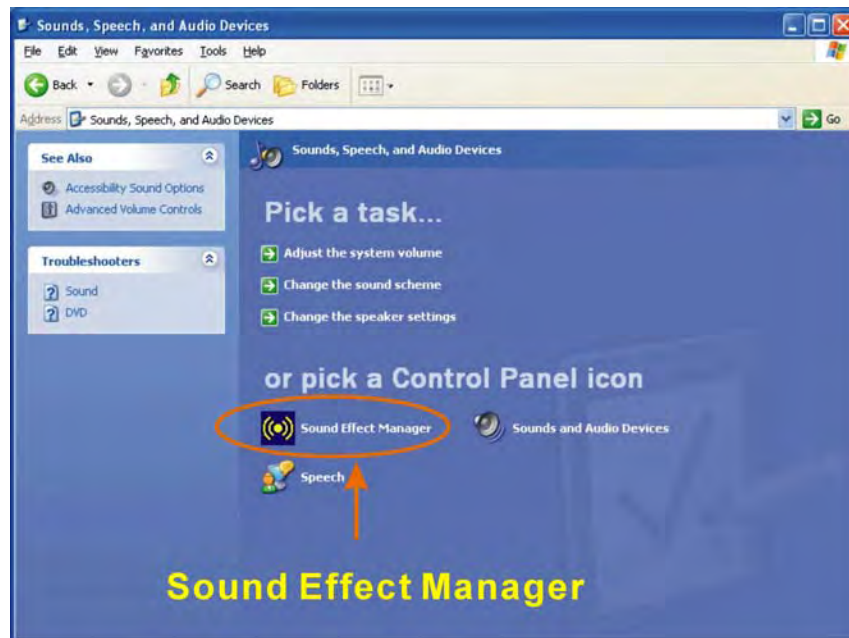 Sounds, Speech, and Audio Devices
File Edit View Favorites Tools Help
Back Search Folders
Address Sounds, Speech, and Audio Devices Go
See Also
Accessibility Sound Options
Advanced Volume Controls
Troubleshooters
Sound
DVD
Sounds, Speech, and Audio Devices
Pick a task...
Adjust the system volume
Change the sound scheme
Change the speaker settings
or pick a Control Panel icon
Sound Effect Manager Sounds and Audio Devices
Speech
Sound Effect Manager